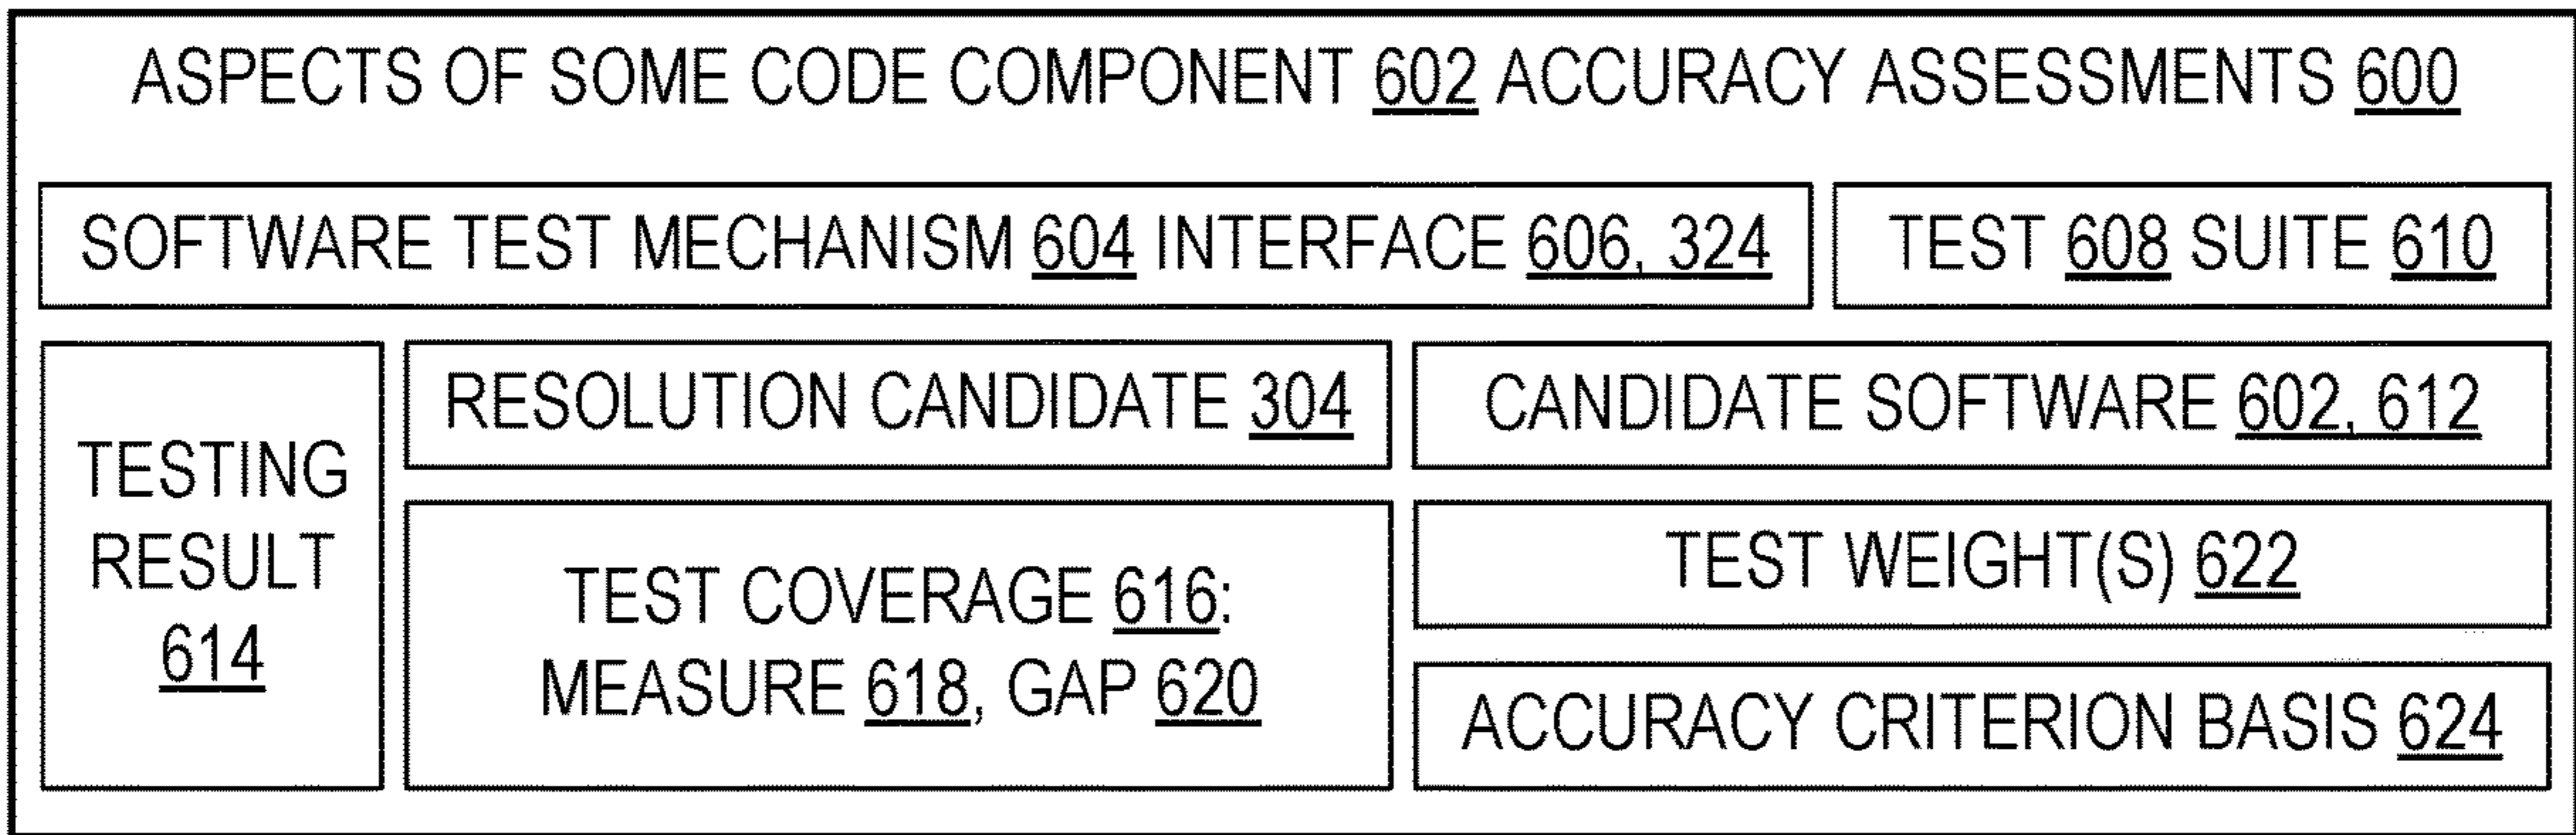 ASPECTS OF SOME CODE COMPONENT 602 ACCURACY ASSESSMENTS 600
SOFTWARE TEST MECHANISM 604 INTERFACE 606, 324
TEST 608 SUITE 610
TESTING
RESULT
614
RESOLUTION CANDIDATE 304
CANDIDATE SOFTWARE 602, 612
TEST COVERAGE 616:
MEASURE 618, GAP 620
TEST WEIGHT(S) 622
ACCURACY CRITERION BASIS 624